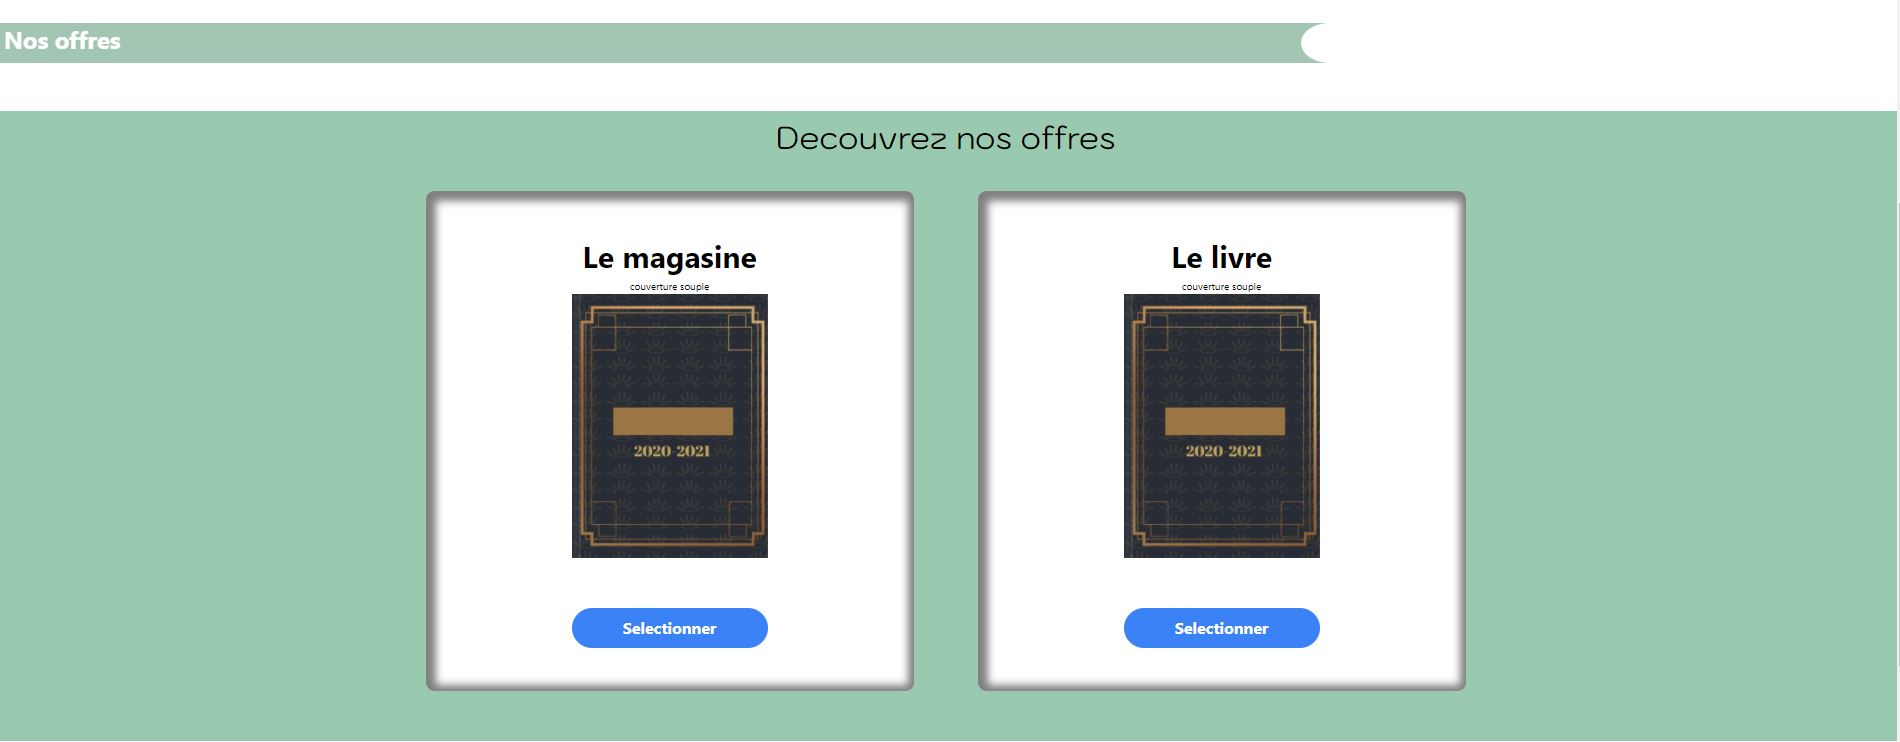 Nos offres
Decouvrez nos offres
Le magasine
couverture souple
2020-2021
Selectionner
Le livre
couverture souple
2020-2021
Selectionner